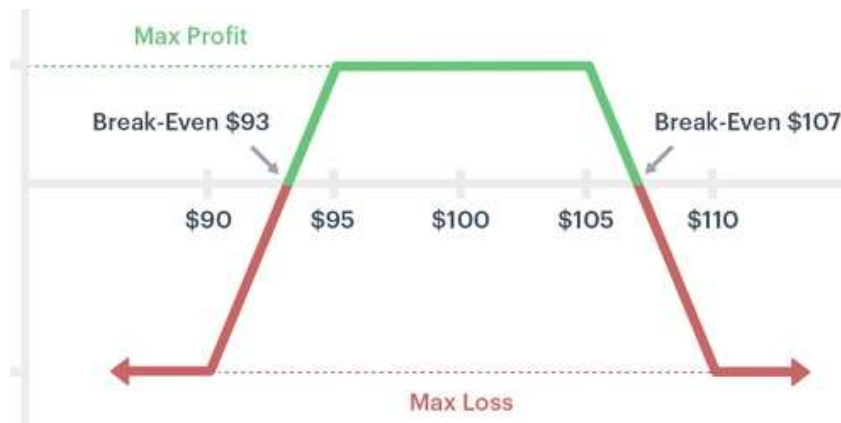 Max Profit
Break-Even $93
Break-Even $107
$90
$95
$100
$105
$110
Max Loss